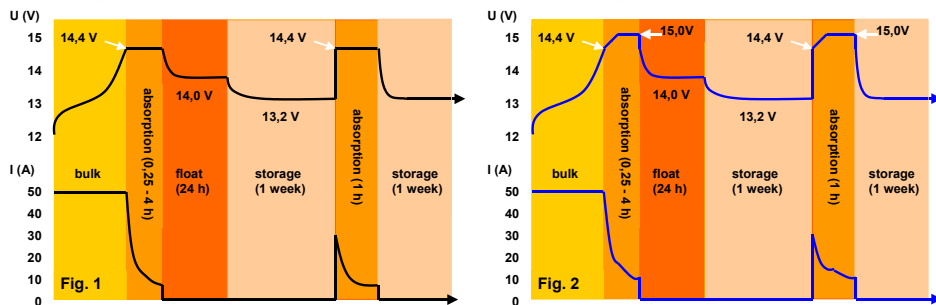 U (V)
15
14
13
12
I (A)
50
40
30
20
10
0
14,4 V
14,0 V
13,2 V
14,4 V
bulk
absorption (0,25 - 4 h)
float
(24 h)
storage
(1 week)
absorption (1 h)
storage
(1 week)
Fig. 1
U (V)
15
14
13
12
I (A)
50
40
30
20
10
0
14,4 V
15,0V
14,0 V
13,2 V
14,4 V
15,0V
bulk
absorption (0,25 - 4 h)
float
(24 h)
storage
(1 week)
absorption (1 h)
storage
(1 week)
Fig. 2